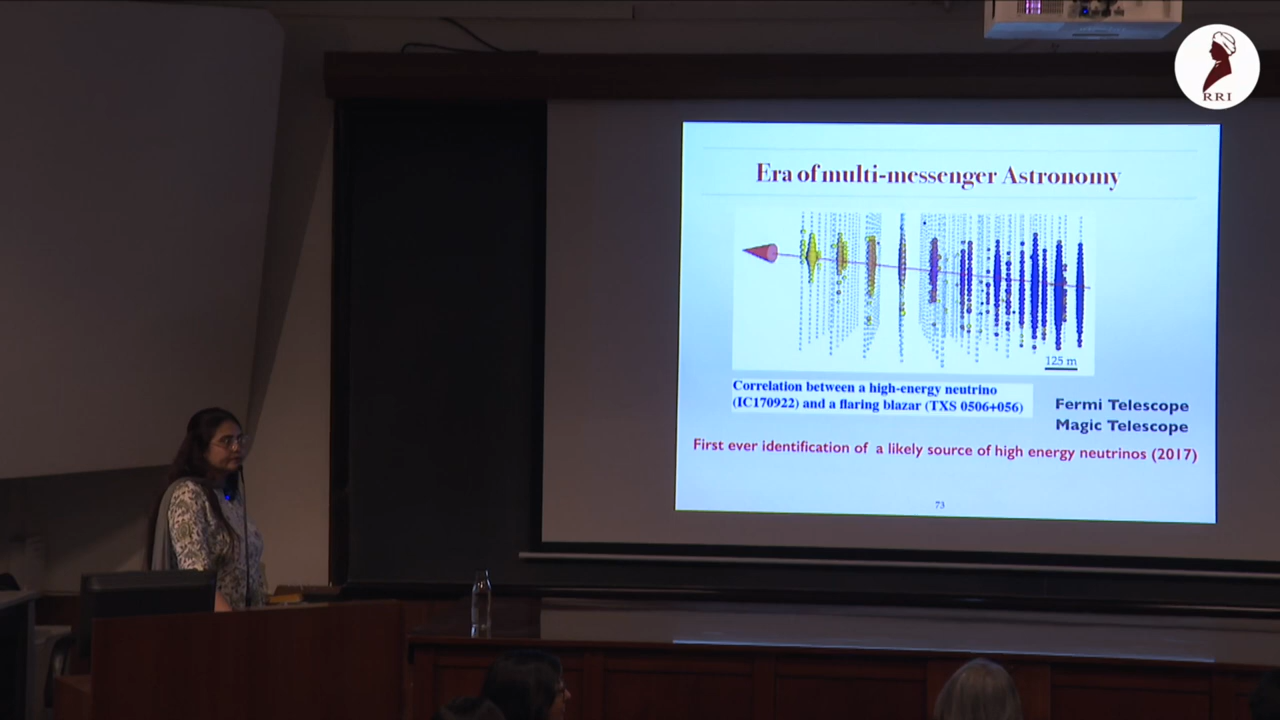 RRI
Era of multi-messenger Astronomy
125 m
Correlation between a high-energy neutrino
(IC170922) and a flaring blazar (TXS 0506+056)
Fermi Telescope
Magic Telescope
First ever identification of a likely source of high energy neutrinos (2017)
73